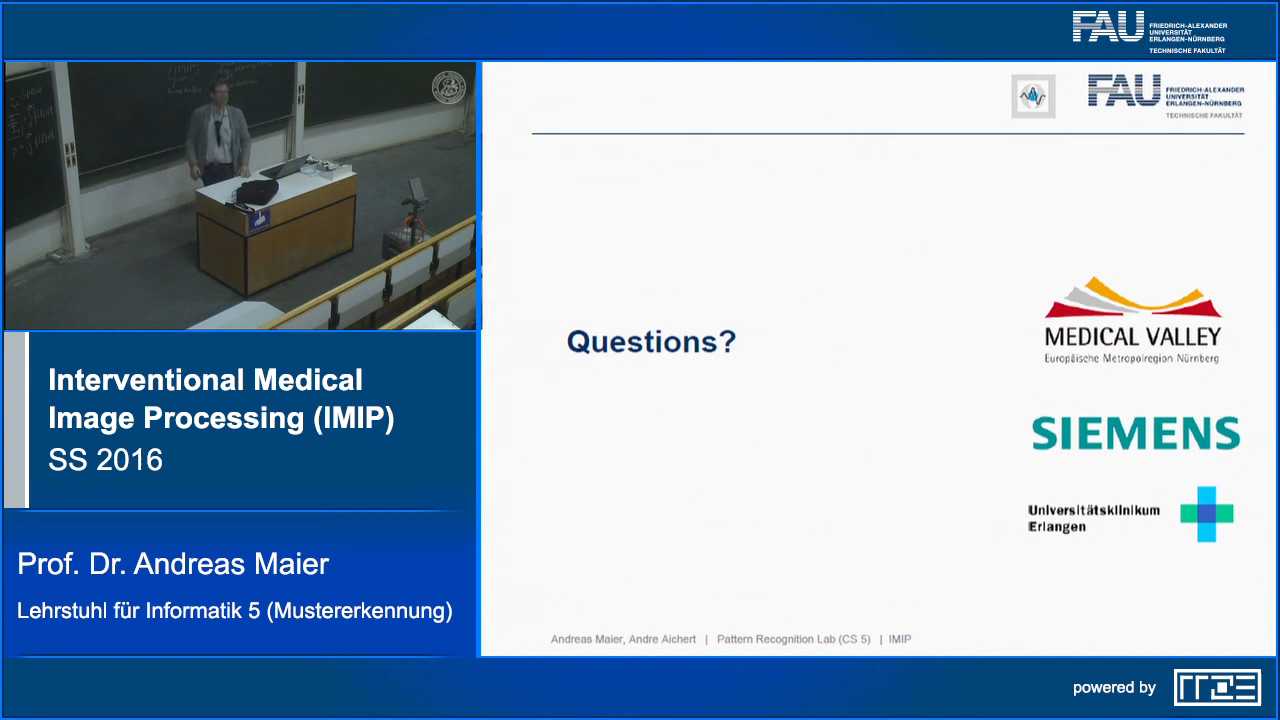 FAU
FRIEDRICH-ALEXANDER
UNIVERSITÄT
ERLANGEN-NÜRNBERG
TECHNISCHE FAKULTÄT
FAU
FRIEDRICH-ALEXANDER
UNIVERSITÄT
ERLANGEN-NÜRNBERG
TECHNISCHE FAKULTÄT
Questions?
MEDICAL VALLEY
Europäische Metropolregion Nürnberg
SIEMENS
Universitätsklinikum
Erlangen
Andreas Maier, Andre Aichert | Pattern Recognition Lab (CS 5) | IMIP
Interventional Medical
Image Processing (IMIP)
SS 2016
Prof. Dr. Andreas Maier
Lehrstuhl für Informatik 5 (Mustererkennung)
powered by